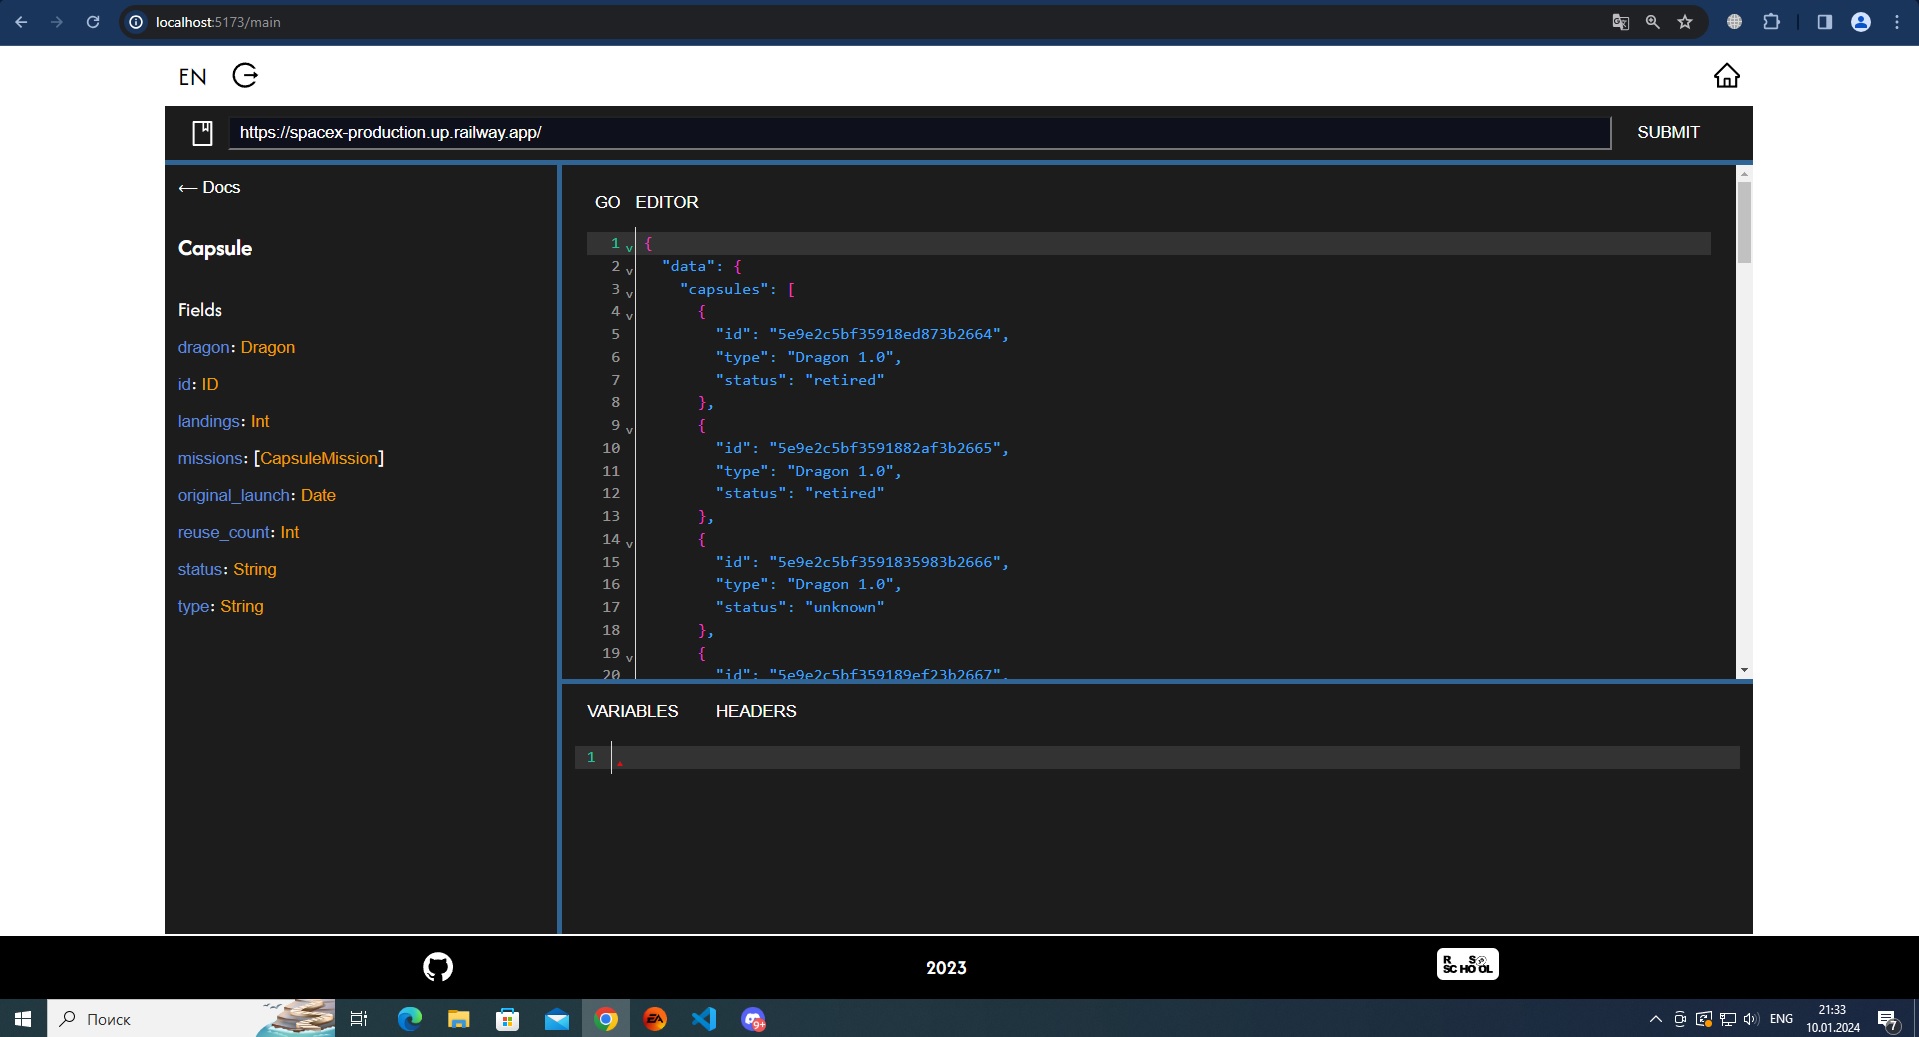 localhost:5173/main
EN
https://spacex-production.up.railway.app/
SUBMIT
← Docs
Capsule
Fields
dragon: Dragon
id: ID
landings: Int
missions: [CapsuleMission]
original_launch: Date
reuse_count: Int
status: String
type: String
GO EDITOR
1 {
2 "data": {
3 "capsules": [
4 {
5 "id": "5e9e2c5bf35918ed873b2664",
6 "type": "Dragon 1.0",
7 "status": "retired"
8 },
9 {
10 "id": "5e9e2c5bf3591882af3b2665",
11 "type": "Dragon 1.0",
12 "status": "retired"
13 },
14 {
15 "id": "5e9e2c5bf3591835983b2666",
16 "type": "Dragon 1.0",
17 "status": "unknown"
18 },
19 {
20 "id": "5e9e2c5bf359189ef23b2667",
VARIABLES HEADERS
1
2023
RS
SCHOOL
Поиск
9+
ENG
21:33
10.01.2024
7